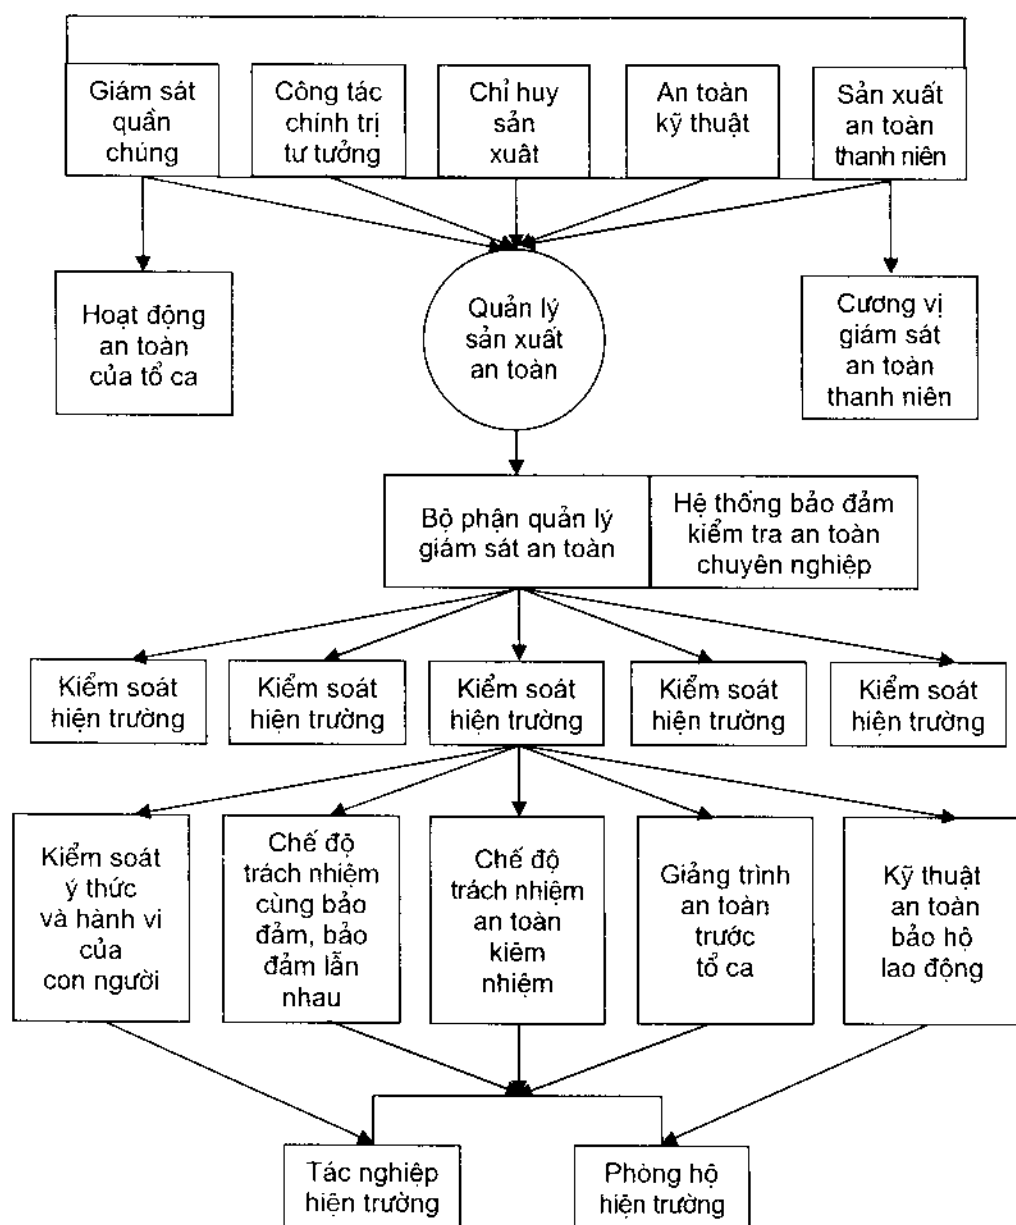 Giám sát
quần
chúng
Công tác
chính trị
tư tưởng
Chỉ huy
sản
xuât
An toàn
kỹ thuật
Sản xuất
an toàn
thanh niên
Hoạt động
an toàn
của tổ ca
Quản lý
sản xuất
an toàn
Cương vị
giám sát
an toàn
thanh niên
Bộ phận quản lý
giám sát an toàn
Hệ thống bảo đảm
kiểm tra an toàn
chuyên nghiệp
Kiểm soát
hiện trường
Kiểm soát
hiện trường
Kiểm soát
hiện trường
Kiểm soát
hiện trường
Kiểm soát
hiện trường
Kiểm soát
ý thức
và hành vi
của
con người
Chế độ
trách nhiệm
cùng bảo
đảm, bảo
đảm lẫn
nhau
Chế độ
trách nhiệm
an toàn
kiêm
nhiệm
Giảng trình
an toàn
trước
tổ ca
Kỹ thuật
an toàn
bảo hộ
lao động
Tác nghiệp
hiện trường
Phòng hộ
hiện trường